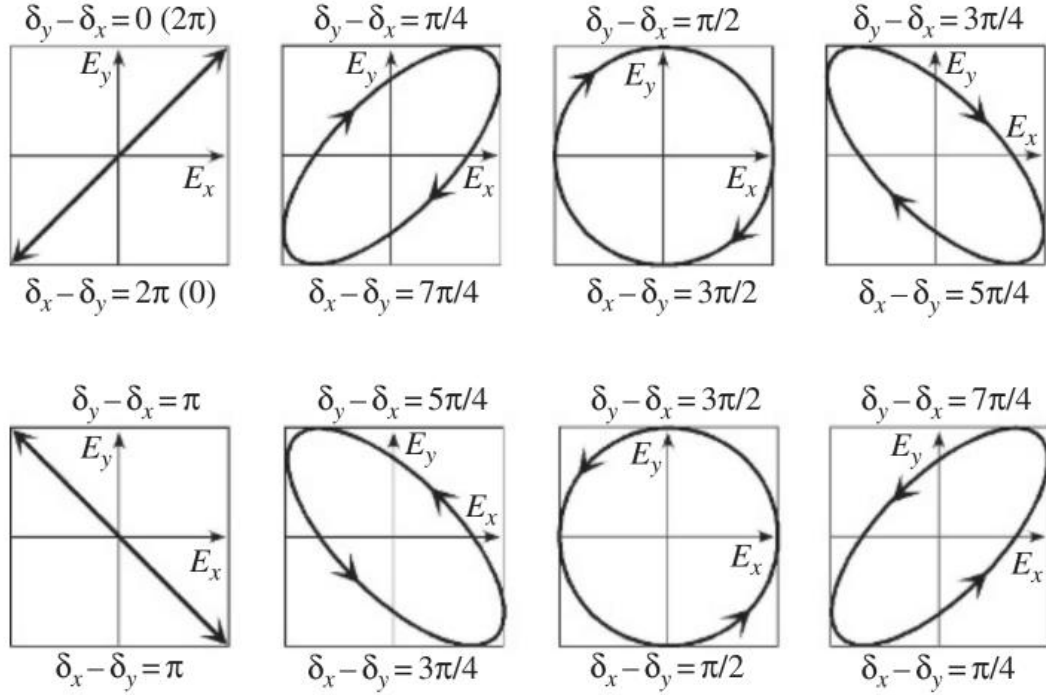 δy – δx = 0 (2π)
Ey
Ex
δx – δy = 2π (0)
δy – δx = π/4
Ey
Ex
δx – δy = 7π/4
δy – δx = π/2
Ey
Ex
δx – δy = 3π/2
δy – δx = 3π/4
Ey
Ex
δx – δy = 5π/4
δy – δx = π
Ey
Ex
δx – δy = π
δy – δx = 5π/4
Ey
Ex
δx – δy = 3π/4
δy – δx = 3π/2
Ey
Ex
δx – δy = π/2
δy – δx = 7π/4
Ey
Ex
δx – δy = π/4